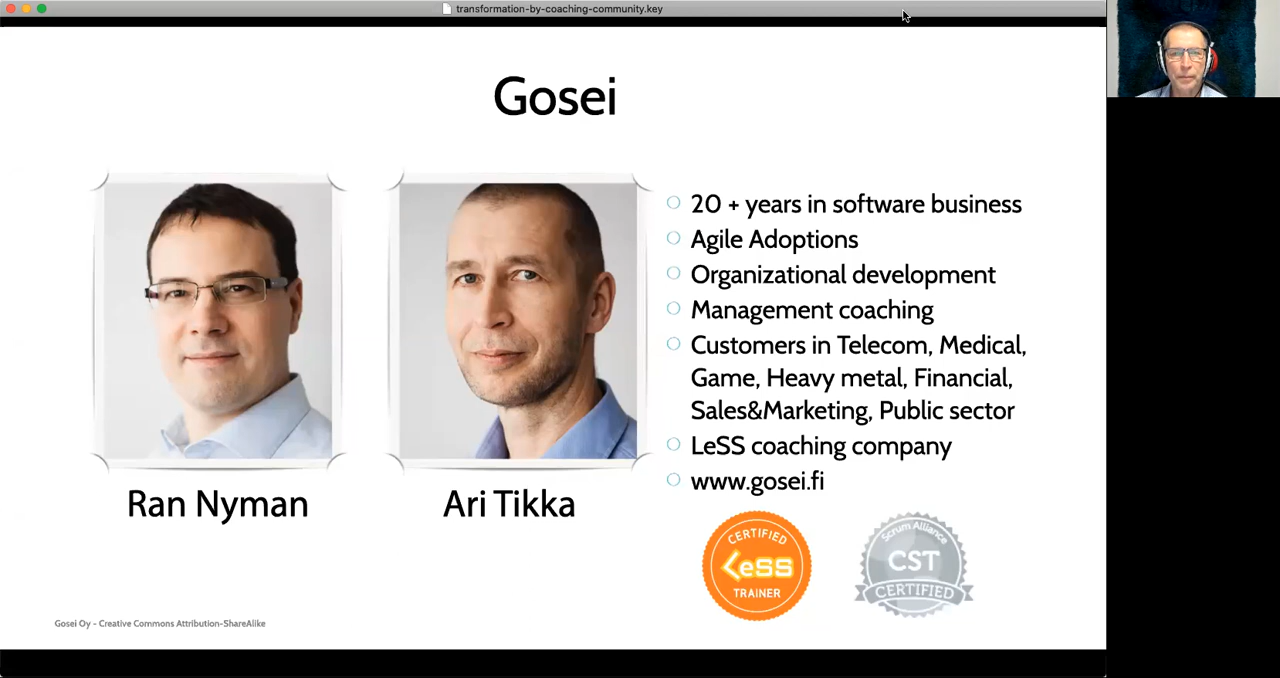 transformation-by-coaching-community.key
Gosei
20 + years in software business
Agile Adoptions
Organizational development
Management coaching
Customers in Telecom, Medical,
Game, Heavy metal, Financial,
Sales&Marketing, Public sector
LeSS coaching company
www.gosei.fi
Ran Nyman
Ari Tikka
CERTIFIED
LeSS
TRAINER
Scrum Alliance
CST
CERTIFIED
Gosei Oy - Creative Commons Attribution-ShareAlike